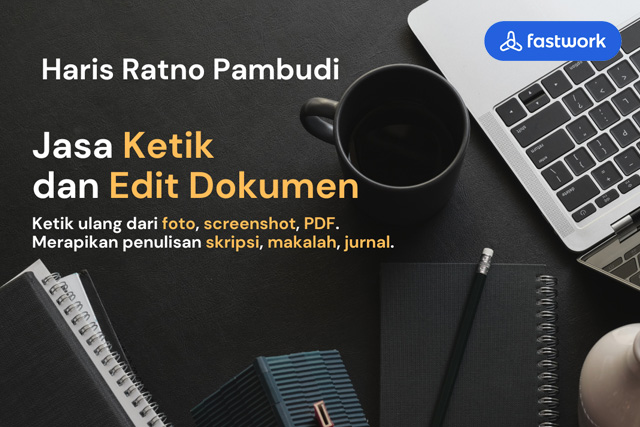 fastwork
Haris Ratno Pambudi
Jasa Ketik
dan Edit Dokumen
Ketik ulang dari foto, screenshot, PDF.
Merapikan penulisan skripsi, makalah, jurnal.